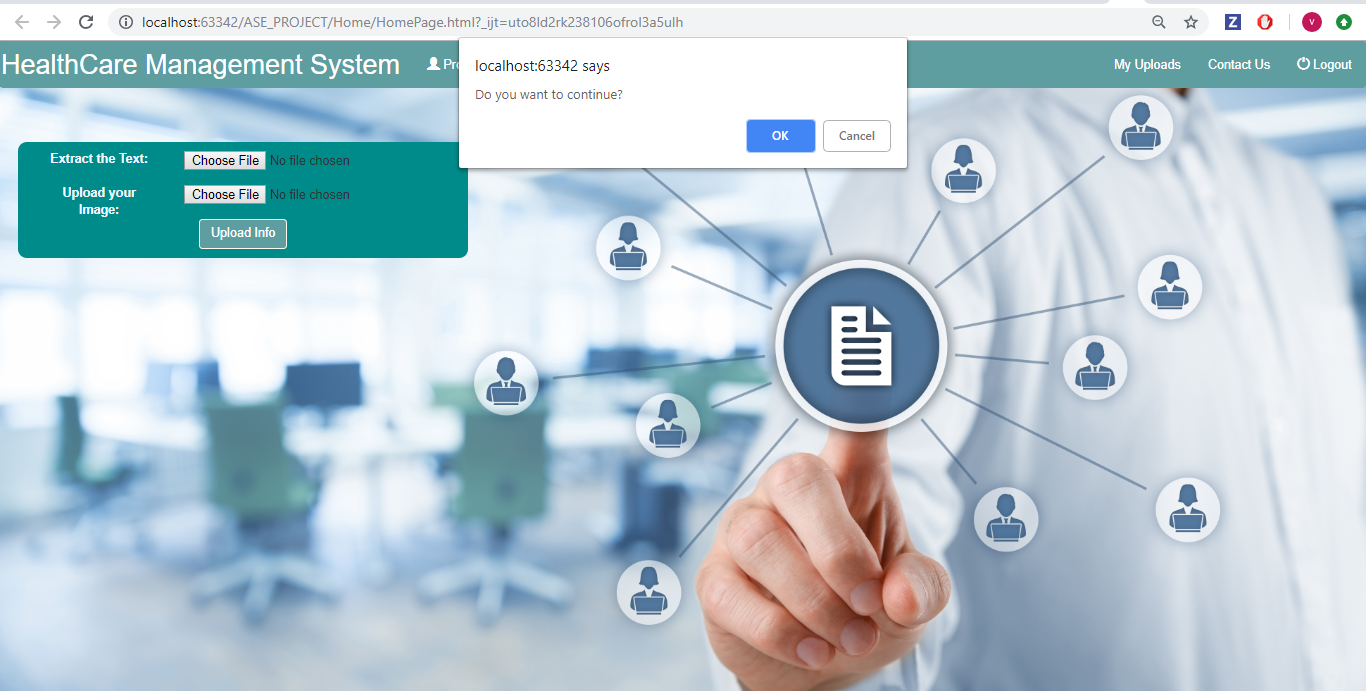 localhost:63342/ASE_PROJECT/Home/HomePage.html?_ijt=uto8ld2rk238106ofrol3a5ulh
Z
V
HealthCare Management System
My Uploads
Contact Us
Logout
localhost:63342 says
Do you want to continue?
OK
Cancel
Extract the Text:
Choose File No file chosen
Upload your
Image:
Choose File No file chosen
Upload Info